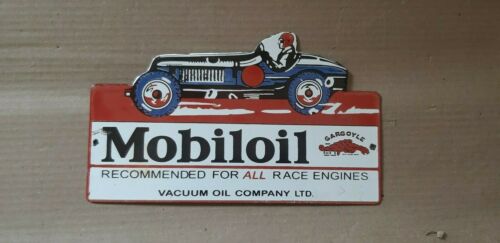 Mobiloil
GARGOYLE
RECOMMENDED FOR ALL RACE ENGINES
VACUUM OIL COMPANY LTD.